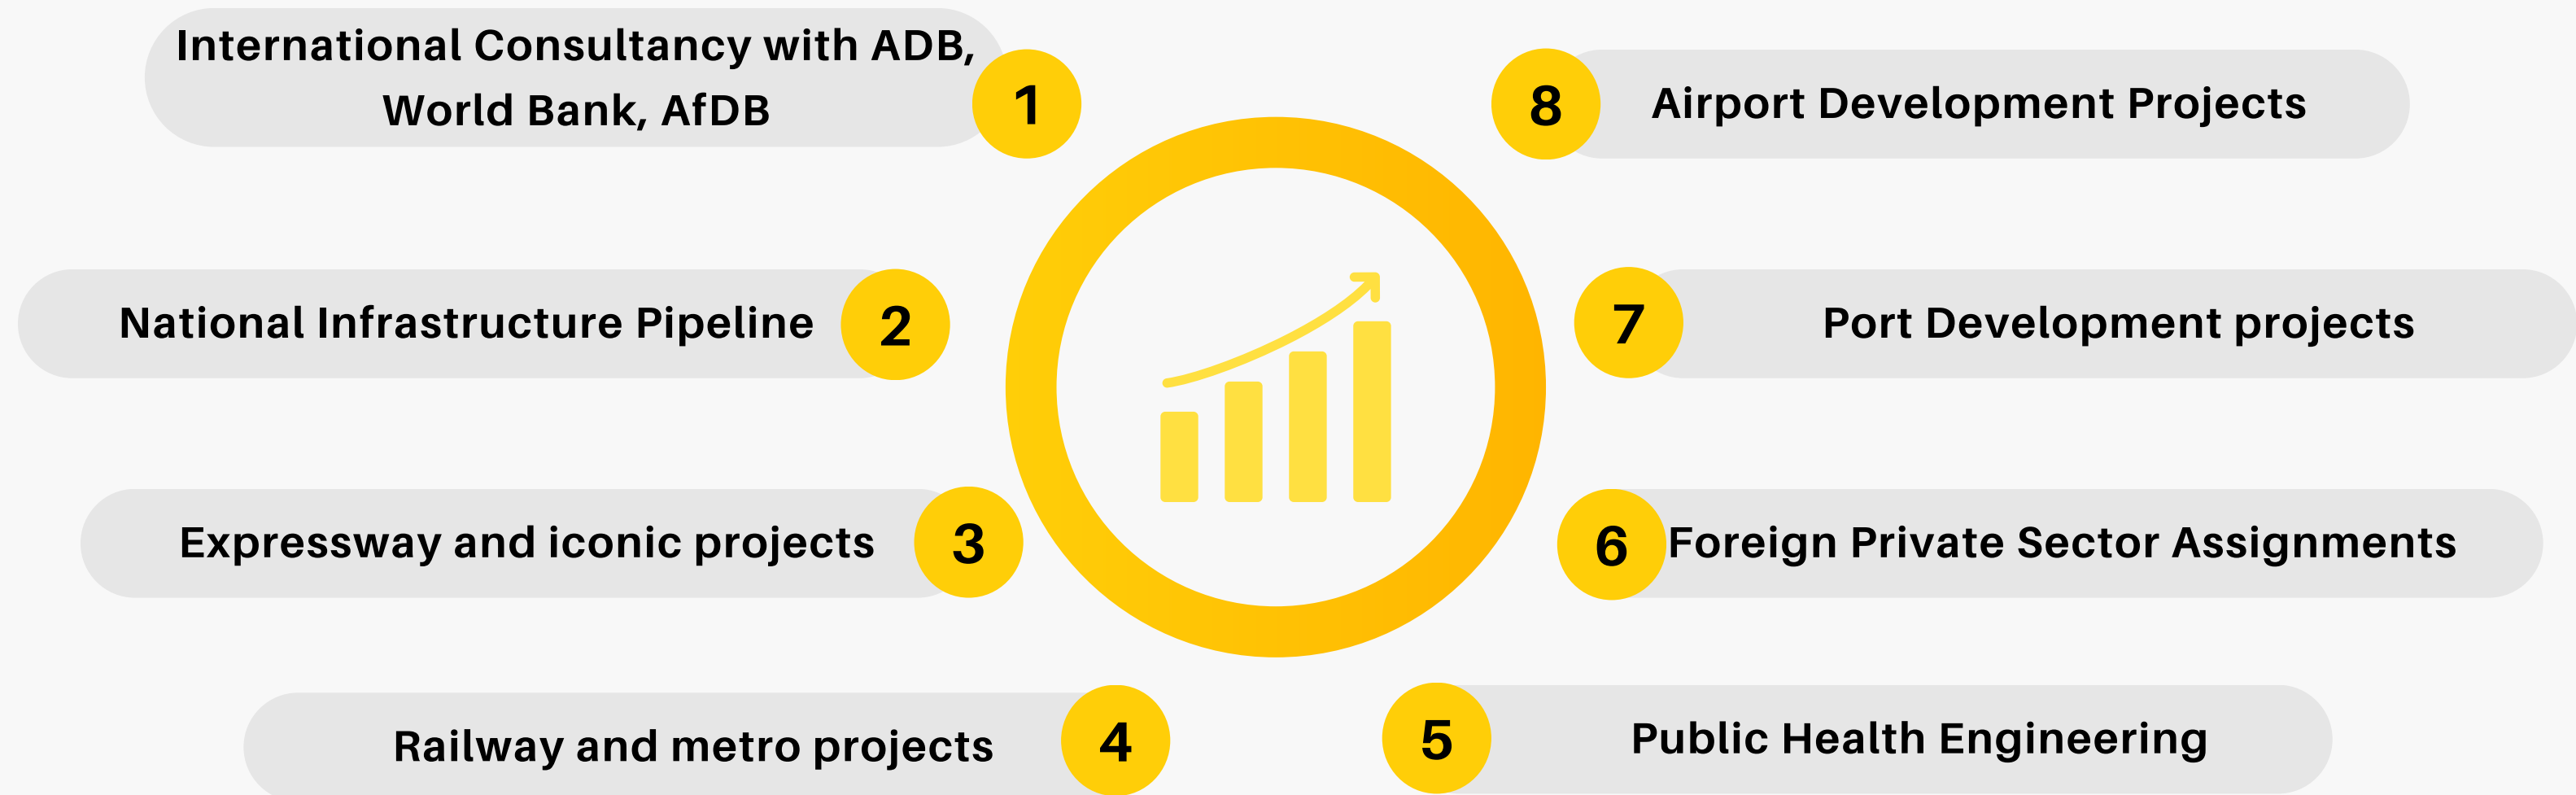 International Consultancy with ADB,
World Bank, AfDB
1
National Infrastructure Pipeline
2
Expressway and iconic projects
3
Railway and metro projects
4
5
Public Health Engineering
6
Foreign Private Sector Assignments
7
Port Development projects
8
Airport Development Projects